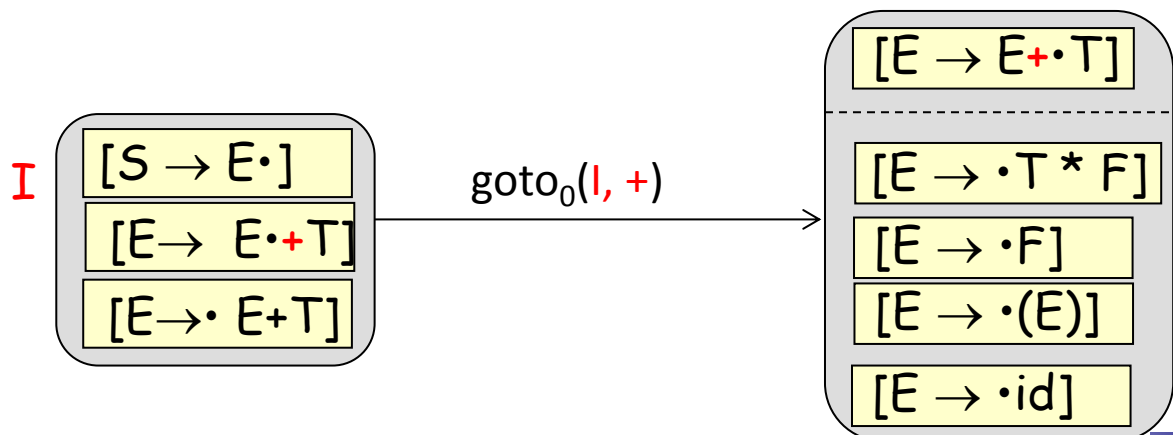 I
[S → E•]
[E→ E•+T]
[E→• E+T]
goto₀(I, +)
[E → E+•T]
[E → •T * F]
[E → •F]
[E → •(E)]
[E → •id]